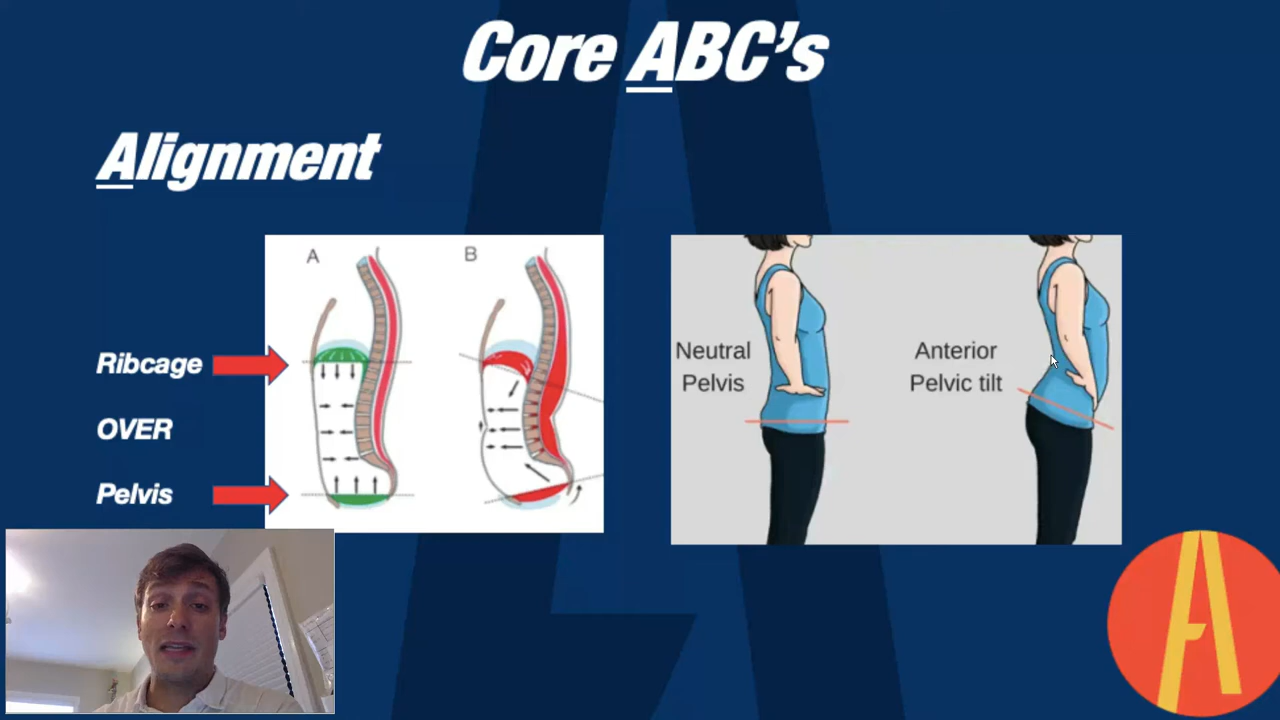 Core ABC's
Alignment
A
B
Ribcage
OVER
Pelvis
Neutral
Pelvis
Anterior
Pelvic tilt
A